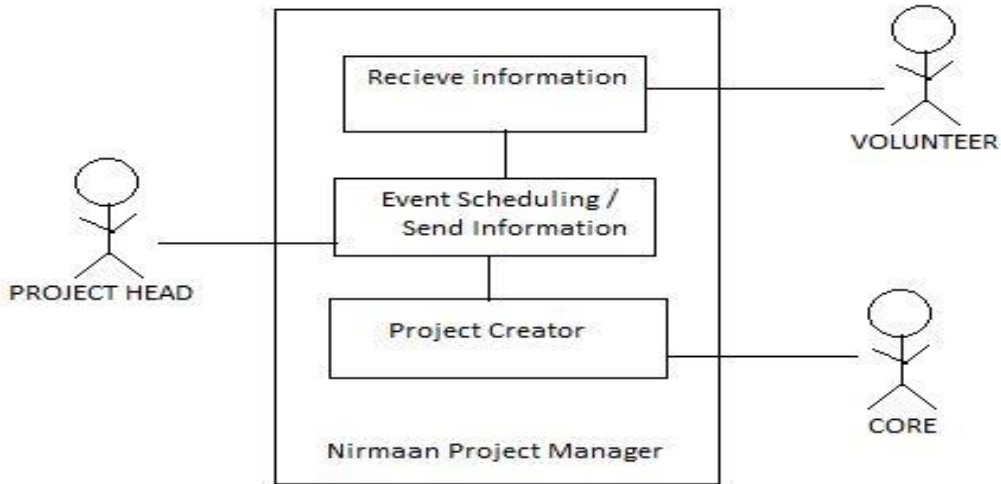 Recieve information
VOLUNTEER
Event Scheduling /
Send Information
PROJECT HEAD
Project Creator
CORE
Nirmaan Project Manager